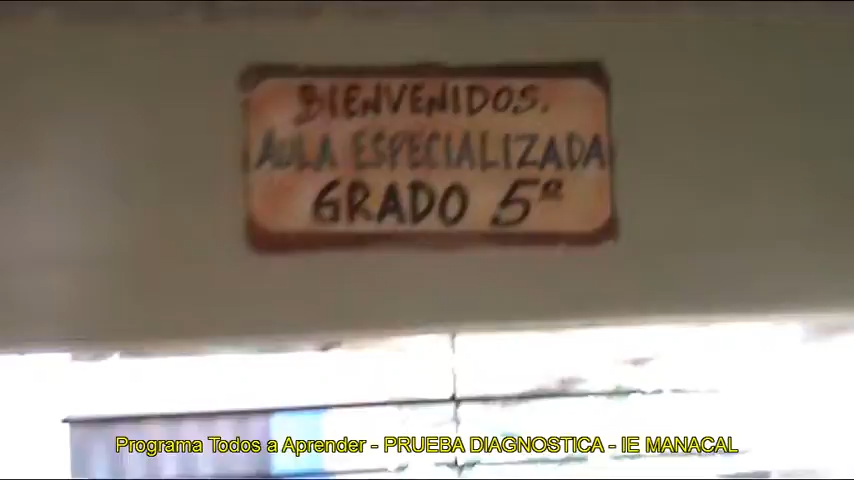 BIENVENIDOS.
AULA ESPECIALIZADA
GRADO 5º
Programa Todos a Aprender - PRUEBA DIAGNOSTICA - IE MANACAL